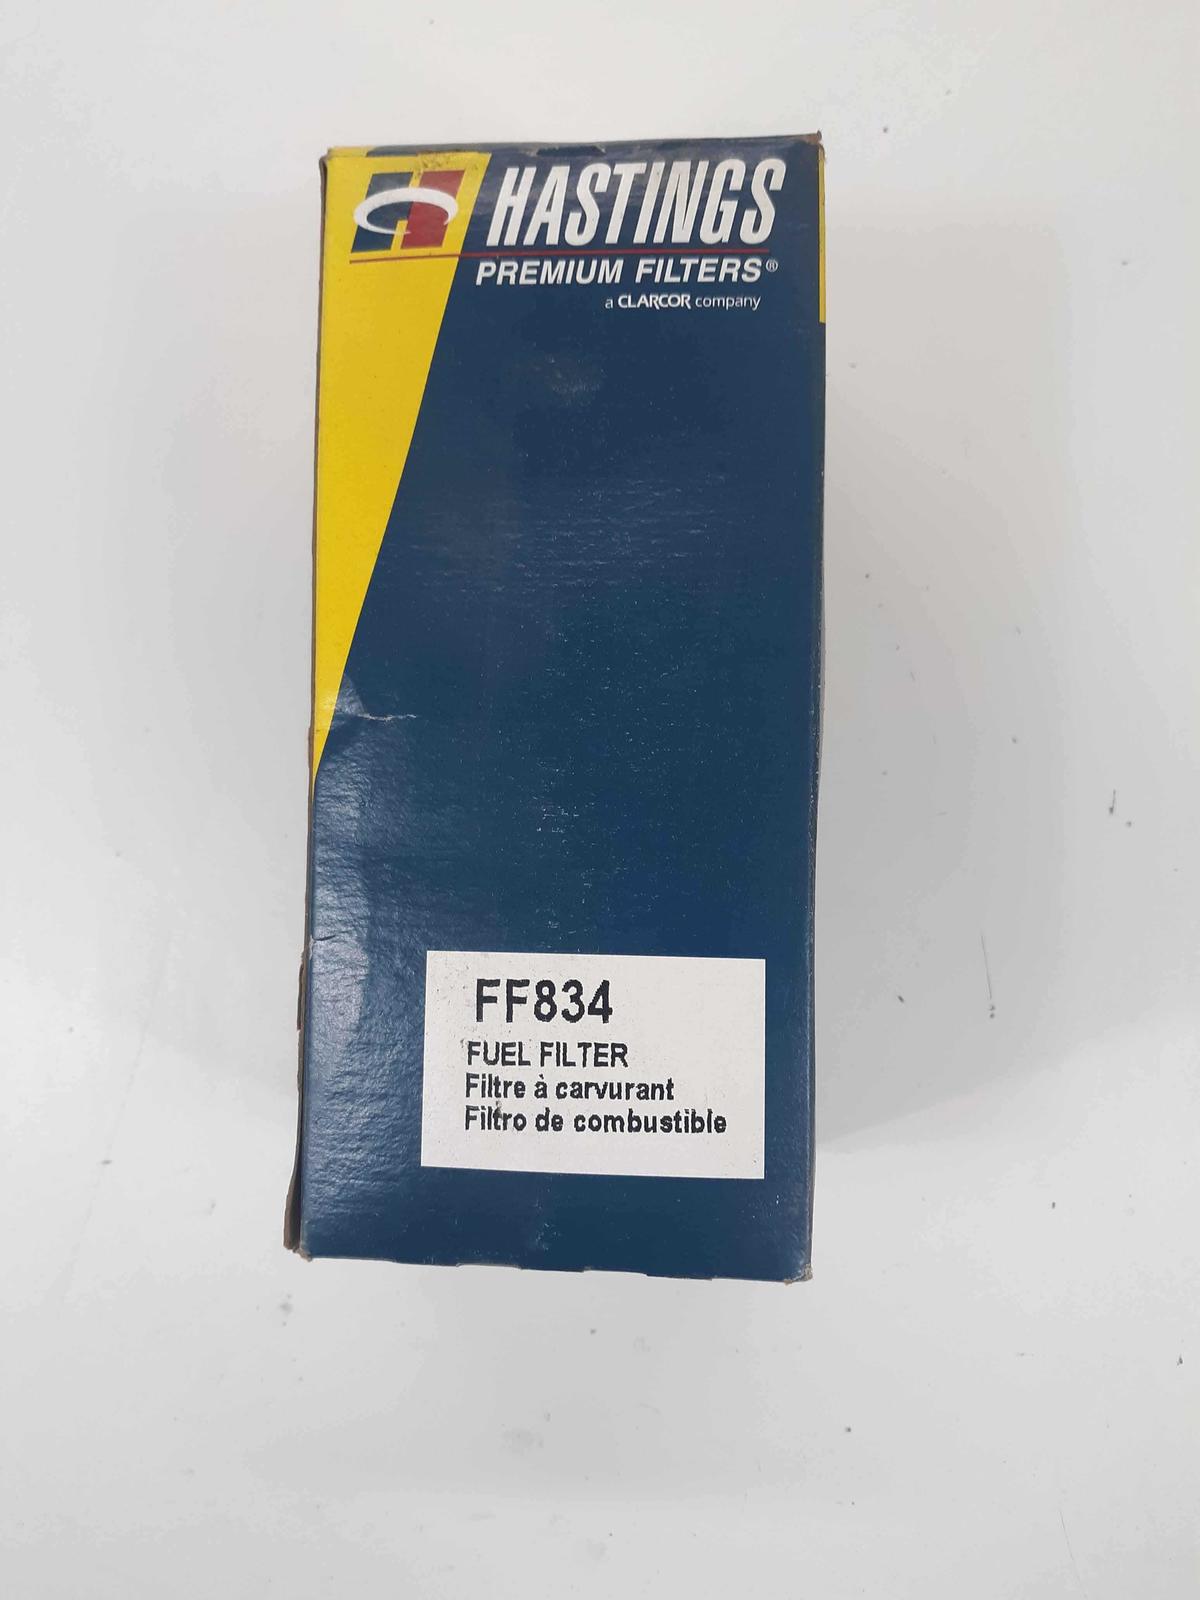 HASTINGS
PREMIUM FILTERS®
a CLARCOR company
FF834
FUEL FILTER
Filtre à carvurant
Filtro de combustible